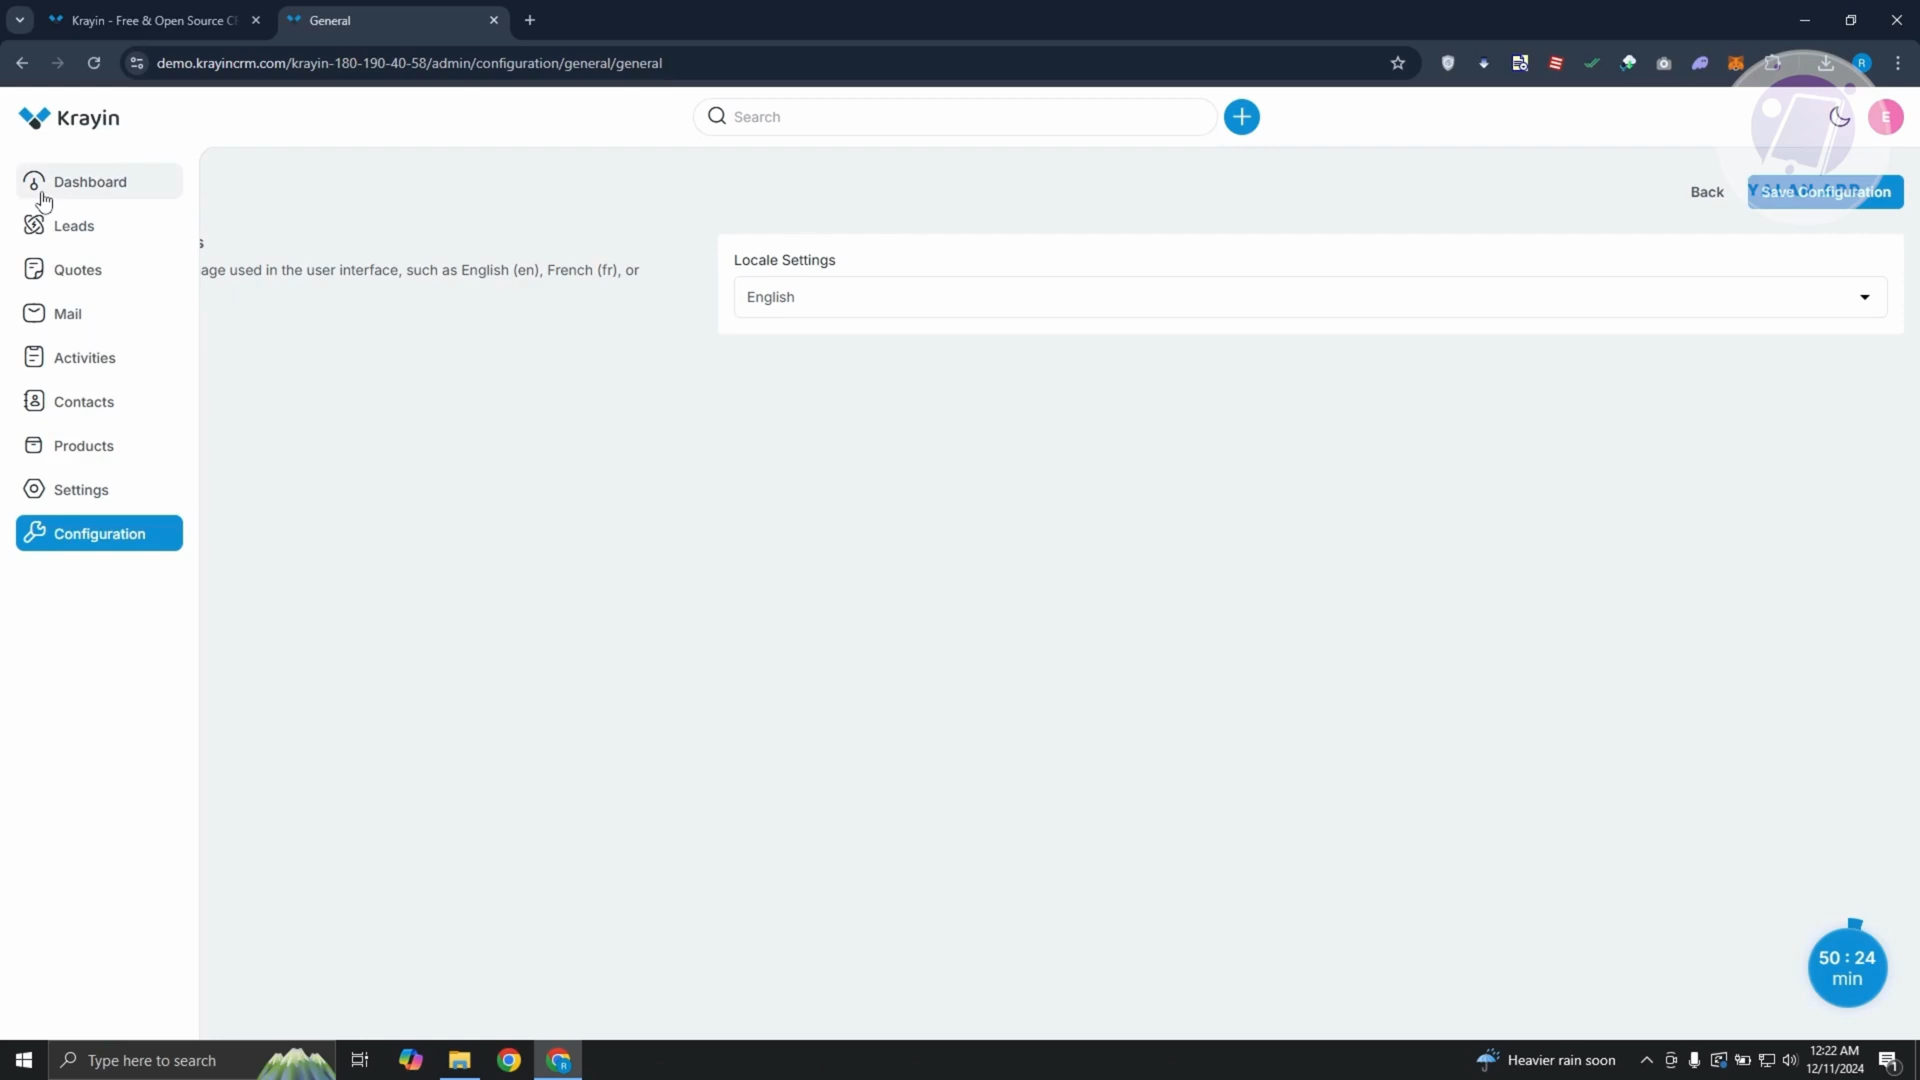 Krayin - Free & Open Source C
General
demo.krayincrm.com/krayin-180-190-40-58/admin/configuration/general/general
R
Krayin
Search
E
Dashboard
Back
Save Configuration
Leads
s
Quotes
age used in the user interface, such as English (en), French (fr), or
Locale Settings
English
Mail
Activities
Contacts
Products
Settings
Configuration
50 : 24
min
Type here to search
Heavier rain soon
12:22 AM
12/11/2024
1